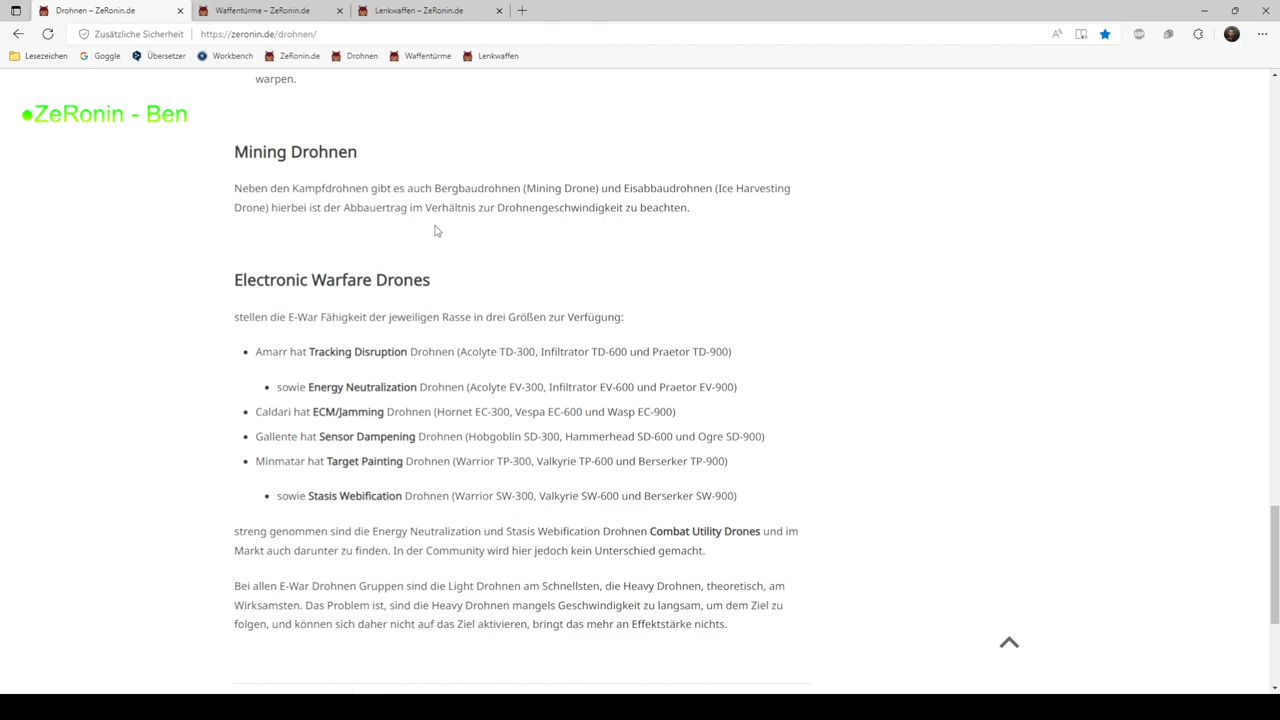 Drohnen – ZeRonin.de
Waffentürme – ZeRonin.de
Lenkwaffen – ZeRonin.de
Zusätzliche Sicherheit
https://zeronin.de/drohnen/
Lesezeichen
Goggle
Übersetzer
Workbench
ZeRonin.de
Drohnen
Waffentürme
Lenkwaffen
warpen.
ZeRonin - Ben
Mining Drohnen
Neben den Kampfdrohnen gibt es auch Bergbaudrohnen (Mining Drone) und Eisabbaudrohnen (Ice Harvesting
Drone) hierbei ist der Abbauertrag im Verhältnis zur Drohnengeschwindigkeit zu beachten.
Electronic Warfare Drones
stellen die E-War Fähigkeit der jeweiligen Rasse in drei Größen zur Verfügung:
Amarr hat Tracking Disruption Drohnen (Acolyte TD-300, Infiltrator TD-600 und Praetor TD-900)
sowie Energy Neutralization Drohnen (Acolyte EV-300, Infiltrator EV-600 und Praetor EV-900)
Caldari hat ECM/Jamming Drohnen (Hornet EC-300, Vespa EC-600 und Wasp EC-900)
Gallente hat Sensor Dampening Drohnen (Hobgoblin SD-300, Hammerhead SD-600 und Ogre SD-900)
Minmatar hat Target Painting Drohnen (Warrior TP-300, Valkyrie TP-600 und Berserker TP-900)
sowie Stasis Webification Drohnen (Warrior SW-300, Valkyrie SW-600 und Berserker SW-900)
streng genommen sind die Energy Neutralization und Stasis Webification Drohnen Combat Utility Drones und im
Markt auch darunter zu finden. In der Community wird hier jedoch kein Unterschied gemacht.
Bei allen E-War Drohnen Gruppen sind die Light Drohnen am Schnellsten, die Heavy Drohnen, theoretisch, am
Wirksamsten. Das Problem ist, sind die Heavy Drohnen mangels Geschwindigkeit zu langsam, um dem Ziel zu
folgen, und können sich daher nicht auf das Ziel aktivieren, bringt das mehr an Effektstärke nichts.